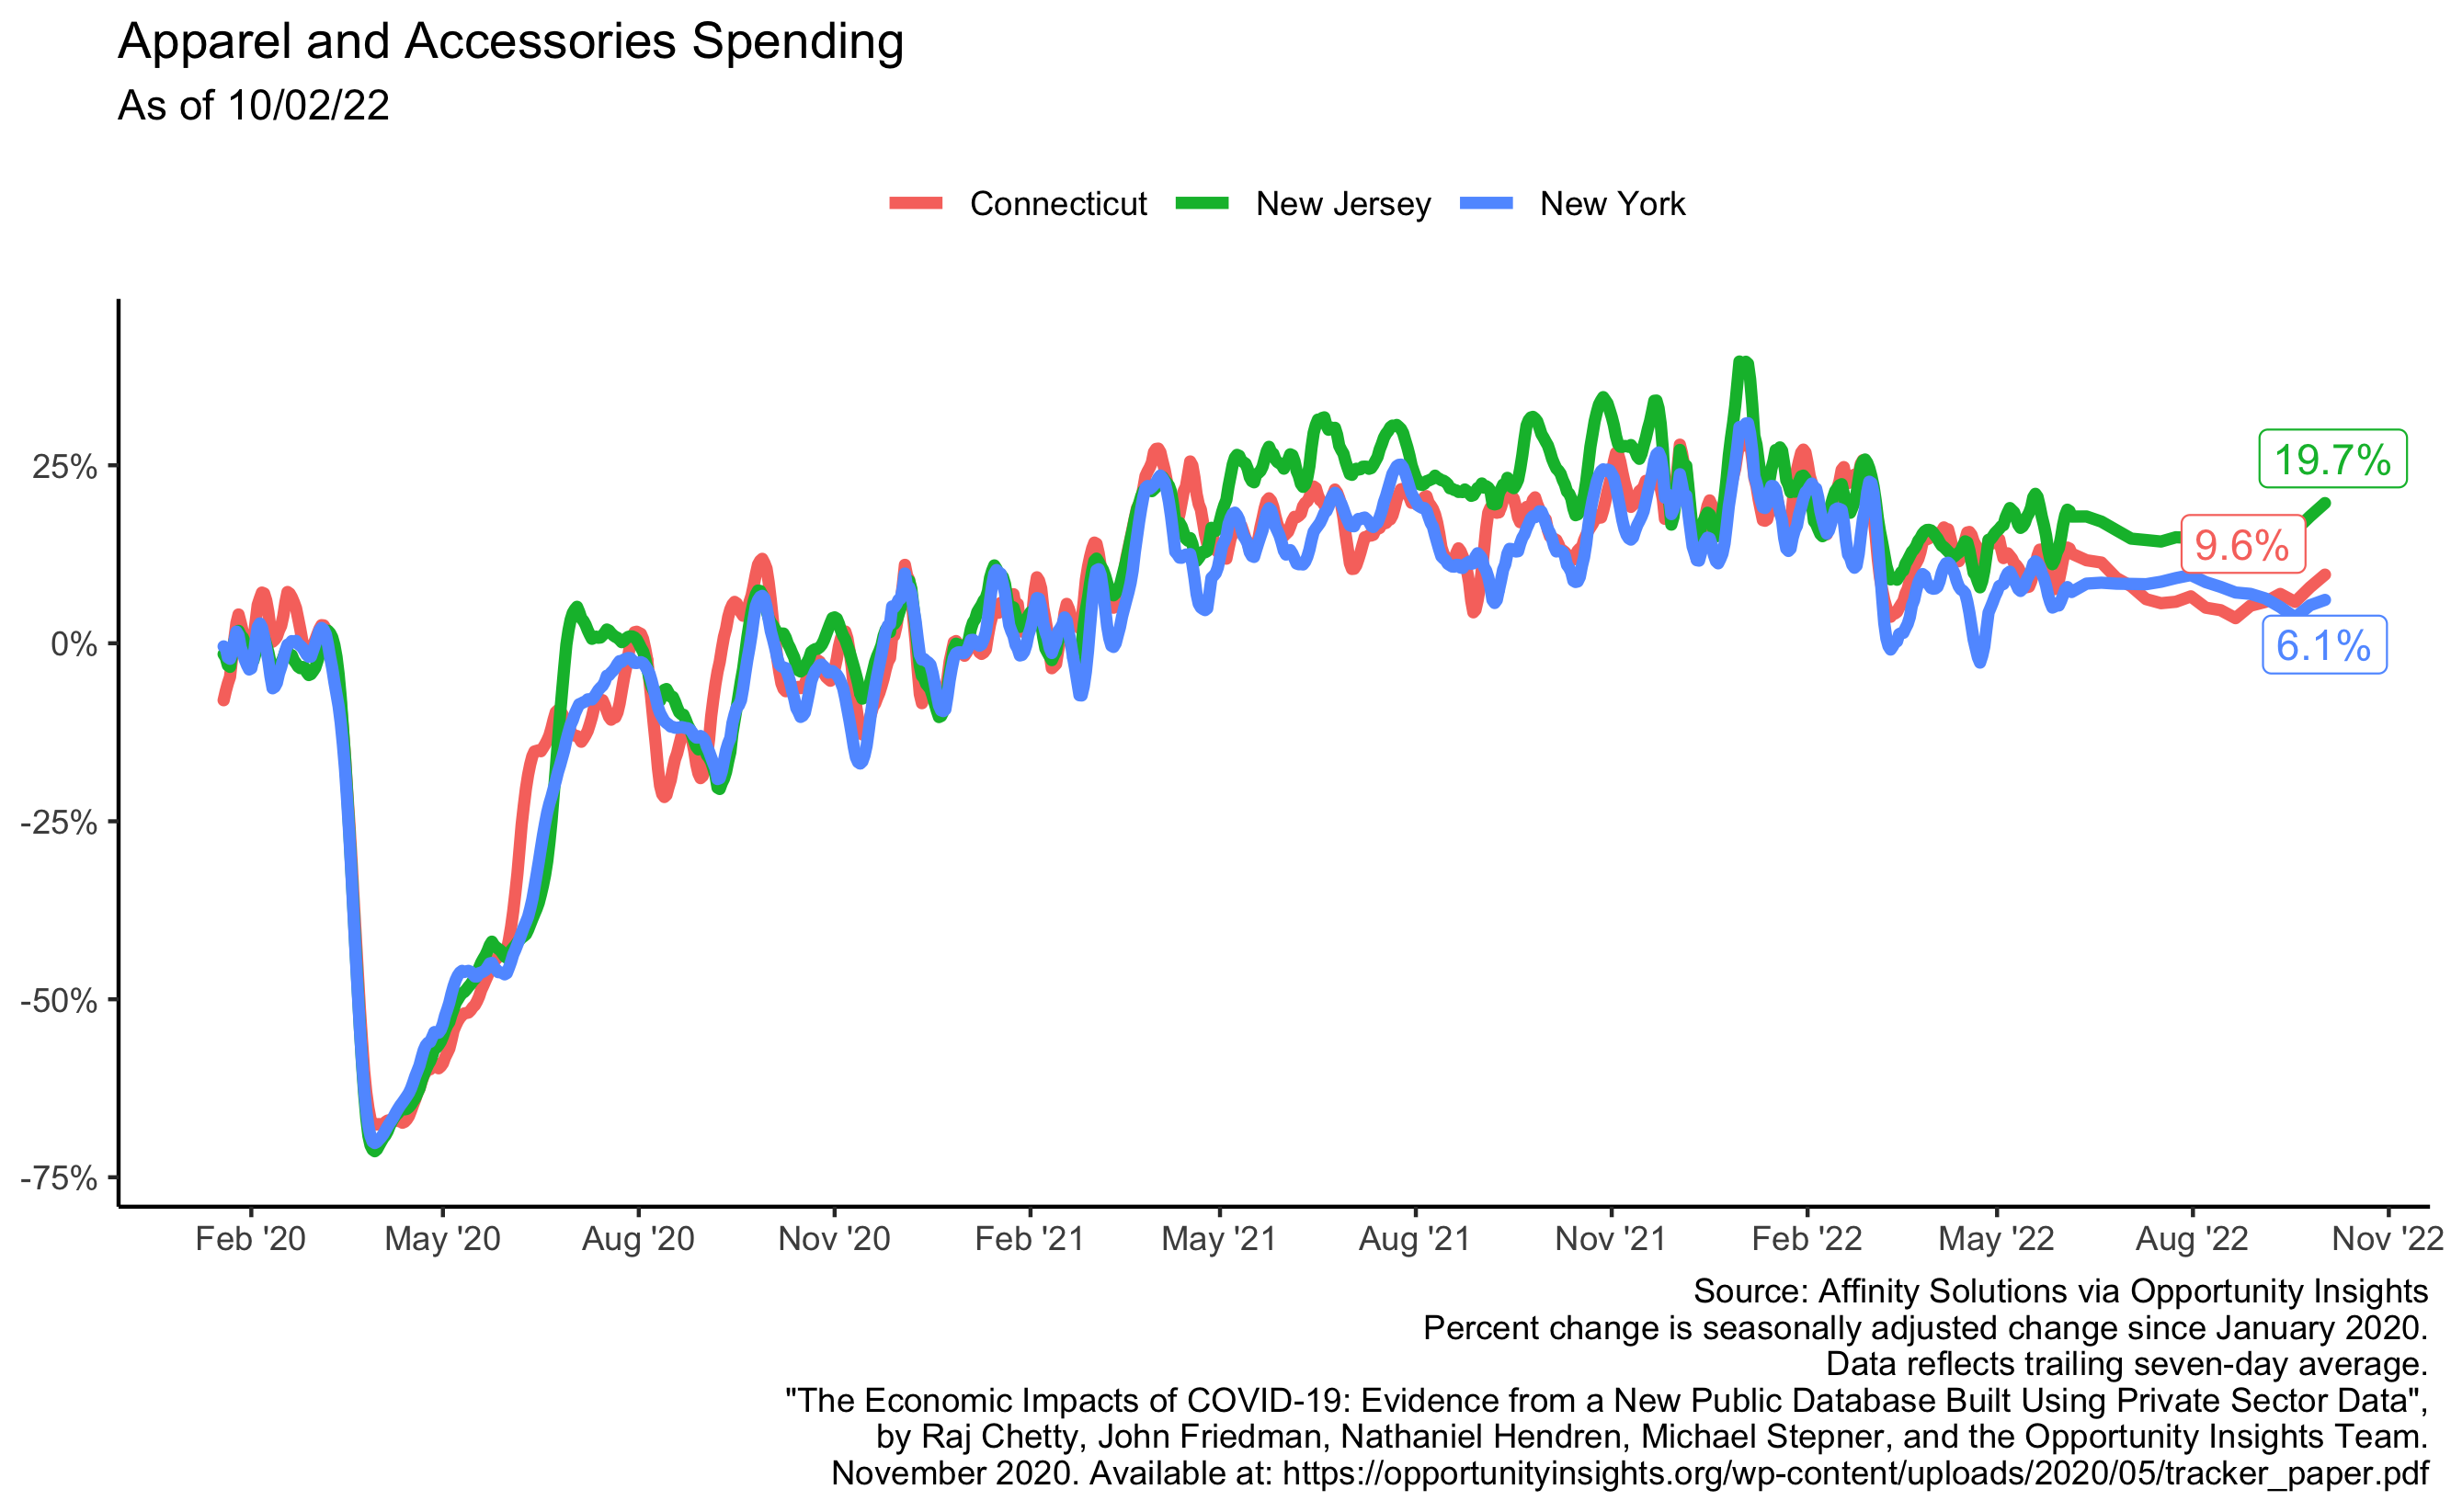 Apparel and Accessories Spending
As of 10/02/22
Connecticut New Jersey New York
25%
0%
-25%
-50%
-75%
19.7%
9.6%
6.1%
Feb '20 May '20 Aug '20 Nov '20 Feb '21 May '21 Aug '21 Nov '21 Feb '22 May '22 Aug '22 Nov '22
Source: Affinity Solutions via Opportunity Insights
Percent change is seasonally adjusted change since January 2020.
Data reflects trailing seven-day average.
"The Economic Impacts of COVID-19: Evidence from a New Public Database Built Using Private Sector Data",
by Raj Chetty, John Friedman, Nathaniel Hendren, Michael Stepner, and the Opportunity Insights Team.
November 2020. Available at: https://opportunityinsights.org/wp-content/uploads/2020/05/tracker_paper.pdf